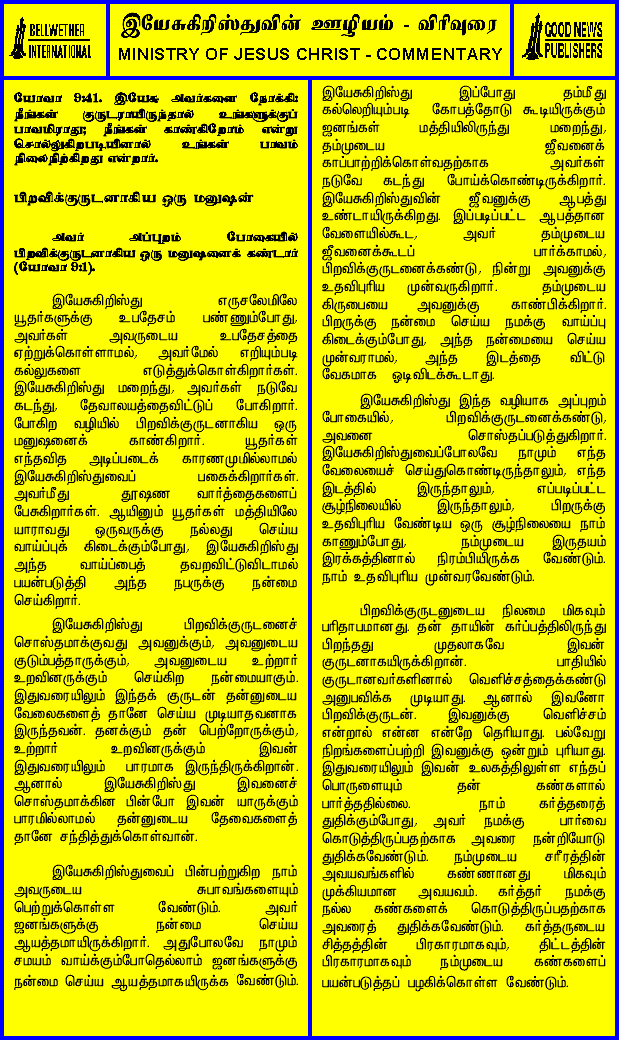 BELLWETHER
INTERNATIONAL
இயேசுகிறிஸ்துவின் ஊழியம் - விரிவுரை
MINISTRY OF JESUS CHRIST - COMMENTARY
GOOD NEWS
PUBLISHERS
யோவா 9:41. இயேசு அவர்களை நோக்கி:
நீங்கள் குருடராயிருந்தால் உங்களுக்குப்
பாவமிராது; நீங்கள் காண்கிறோம் என்று
சொல்லுகிறபடியினால் உங்கள் பாவம்
நிலைநிற்கிறது என்றார்.
பிறவிக்குருடனாகிய ஒரு மனுஷன்
அவர் அப்புறம் போகையில்
பிறவிக்குருடனாகிய ஒரு மனுஷனைக் கண்டார்
(யோவா 9:1).
இயேசுகிறிஸ்து எருசலேமிலே
யூதர்களுக்கு உபதேசம் பண்ணும்போது,
அவர்கள் அவருடைய உபதேசத்தை
ஏற்றுக்கொள்ளாமல், அவர்மேல் எறியும்படி
கல்லுகளை எடுத்துக்கொள்கிறார்கள்.
இயேசுகிறிஸ்து மறைந்து, அவர்கள் நடுவே
கடந்து, தேவாலயத்தைவிட்டுப் போகிறார்.
போகிற வழியில் பிறவிக்குருடனாகிய ஒரு
மனுஷனைக் காண்கிறார். யூதர்கள்
எந்தவித அடிப்படைக் காரணமுமில்லாமல்
இயேசுகிறிஸ்துவைப் பகைக்கிறார்கள்.
அவர்மீது தூஷண வார்த்தைகளைப்
பேசுகிறார்கள். ஆயினும் யூதர்கள் மத்தியிலே
யாராவது ஒருவருக்கு நல்லது செய்ய
வாய்ப்புக் கிடைக்கும்போது, இயேசுகிறிஸ்து
அந்த வாய்ப்பைத் தவறவிட்டுவிடாமல்
பயன்படுத்தி அந்த நபருக்கு நன்மை
செய்கிறார்.
இயேசுகிறிஸ்து பிறவிக்குருடனைச்
சொஸ்தமாக்குவது அவனுக்கும், அவனுடைய
குடும்பத்தாருக்கும், அவனுடைய உற்றார்
உறவினருக்கும் செய்கிற நன்மையாகும்.
இதுவரையிலும் இந்தக் குருடன் தன்னுடைய
வேலைகளைத் தானே செய்ய முடியாதவனாக
இருந்தவன். தனக்கும் தன் பெற்றோருக்கும்,
உற்றார் உறவினருக்கும் இவன்
இதுவரையிலும் பாரமாக இருந்திருக்கிறான்.
ஆனால் இயேசுகிறிஸ்து இவனைச்
சொஸ்தமாக்கின பின்போ இவன் யாருக்கும்
பாரமில்லாமல் தன்னுடைய தேவைகளைத்
தானே சந்தித்துக்கொள்வான்.
இயேசுகிறிஸ்துவைப் பின்பற்றுகிற நாம்
அவருடைய சுபாவங்களையும்
பெற்றுக்கொள்ள வேண்டும். அவர்
ஜனங்களுக்கு நன்மை செய்ய
ஆயத்தமாயிருக்கிறார். அதுபோலவே நாமும்
சமயம் வாய்க்கும்போதெல்லாம் ஜனங்களுக்கு
நன்மை செய்ய ஆயத்தமாகயிருக்க வேண்டும்.
இயேசுகிறிஸ்து இப்போது தம்மீது
கல்லெறியும்படி கோபத்தோடு கூடியிருக்கும்
ஜனங்கள் மத்தியிலிருந்து மறைந்து,
தம்முடைய ஜீவனைக்
காப்பாற்றிக்கொள்வதற்காக அவர்கள்
நடுவே கடந்து போய்க்கொண்டிருக்கிறார்.
இயேசுகிறிஸ்துவின் ஜீவனுக்கு ஆபத்து
உண்டாயிருக்கிறது. இப்படிப்பட்ட ஆபத்தான
வேளையில்கூட, அவர் தம்முடைய
ஜீவனைக்கூடப் பார்க்காமல்,
பிறவிக்குருடனைக்கண்டு, நின்று அவனுக்கு
உதவிபுரிய முன்வருகிறார். தம்முடைய
கிருபையை அவனுக்கு காண்பிக்கிறார்.
பிறருக்கு நன்மை செய்ய நமக்கு வாய்ப்பு
கிடைக்கும்போது, அந்த நன்மையை செய்ய
முன்வராமல், அந்த இடத்தை விட்டு
வேகமாக ஓடிவிடக்கூடாது.
இயேசுகிறிஸ்து இந்த வழியாக அப்புறம்
போகையில், பிறவிக்குருடனைக்கண்டு,
அவனை சொஸ்தப்படுத்துகிறார்.
இயேசுகிறிஸ்துவைப்போலவே நாமும் எந்த
வேலையைச் செய்துகொண்டிருந்தாலும், எந்த
இடத்தில் இருந்தாலும், எப்படிப்பட்ட
சூழ்நிலையில் இருந்தாலும், பிறருக்கு
உதவிபுரிய வேண்டிய ஒரு சூழ்நிலையை நாம்
காணும்போது, நம்முடைய இருதயம்
இரக்கத்தினால் நிரம்பியிருக்க வேண்டும்.
நாம் உதவிபுரிய முன்வரவேண்டும்.
பிறவிக்குருடனுடைய நிலமை மிகவும்
பரிதாபமானது. தன் தாயின் கர்ப்பத்திலிருந்து
பிறந்தது முதலாகவே இவன்
குருடனாகயிருக்கிறான். பாதியில்
குருடானவர்களினால் வெளிச்சத்தைக்கண்டு
அனுபவிக்க முடியாது. ஆனால் இவனோ
பிறவிக்குருடன். இவனுக்கு வெளிச்சம்
என்றால் என்ன என்றே தெரியாது. பல்வேறு
நிறங்களைப்பற்றி இவனுக்கு ஒன்றும் புரியாது.
இதுவரையிலும் இவன் உலகத்திலுள்ள எந்தப்
பொருளையும் தன் கண்களால்
பார்த்ததில்லை. நாம் கர்த்தரைத்
துதிக்கும்போது, அவர் நமக்கு பார்வை
கொடுத்திருப்பதற்காக அவரை நன்றியோடு
துதிக்கவேண்டும். நம்முடைய சரீரத்தின்
அவயவங்களில் கண்ணானது மிகவும்
முக்கியமான அவயவம். கர்த்தர் நமக்கு
நல்ல கண்களைக் கொடுத்திருப்பதற்காக
அவரைத் துதிக்கவேண்டும். கர்த்தருடைய
சித்தத்தின் பிரகாரமாகவும், திட்டத்தின்
பிரகாரமாகவும் நம்முடைய கண்களைப்
பயன்படுத்தப் பழகிக்கொள்ள வேண்டும்.